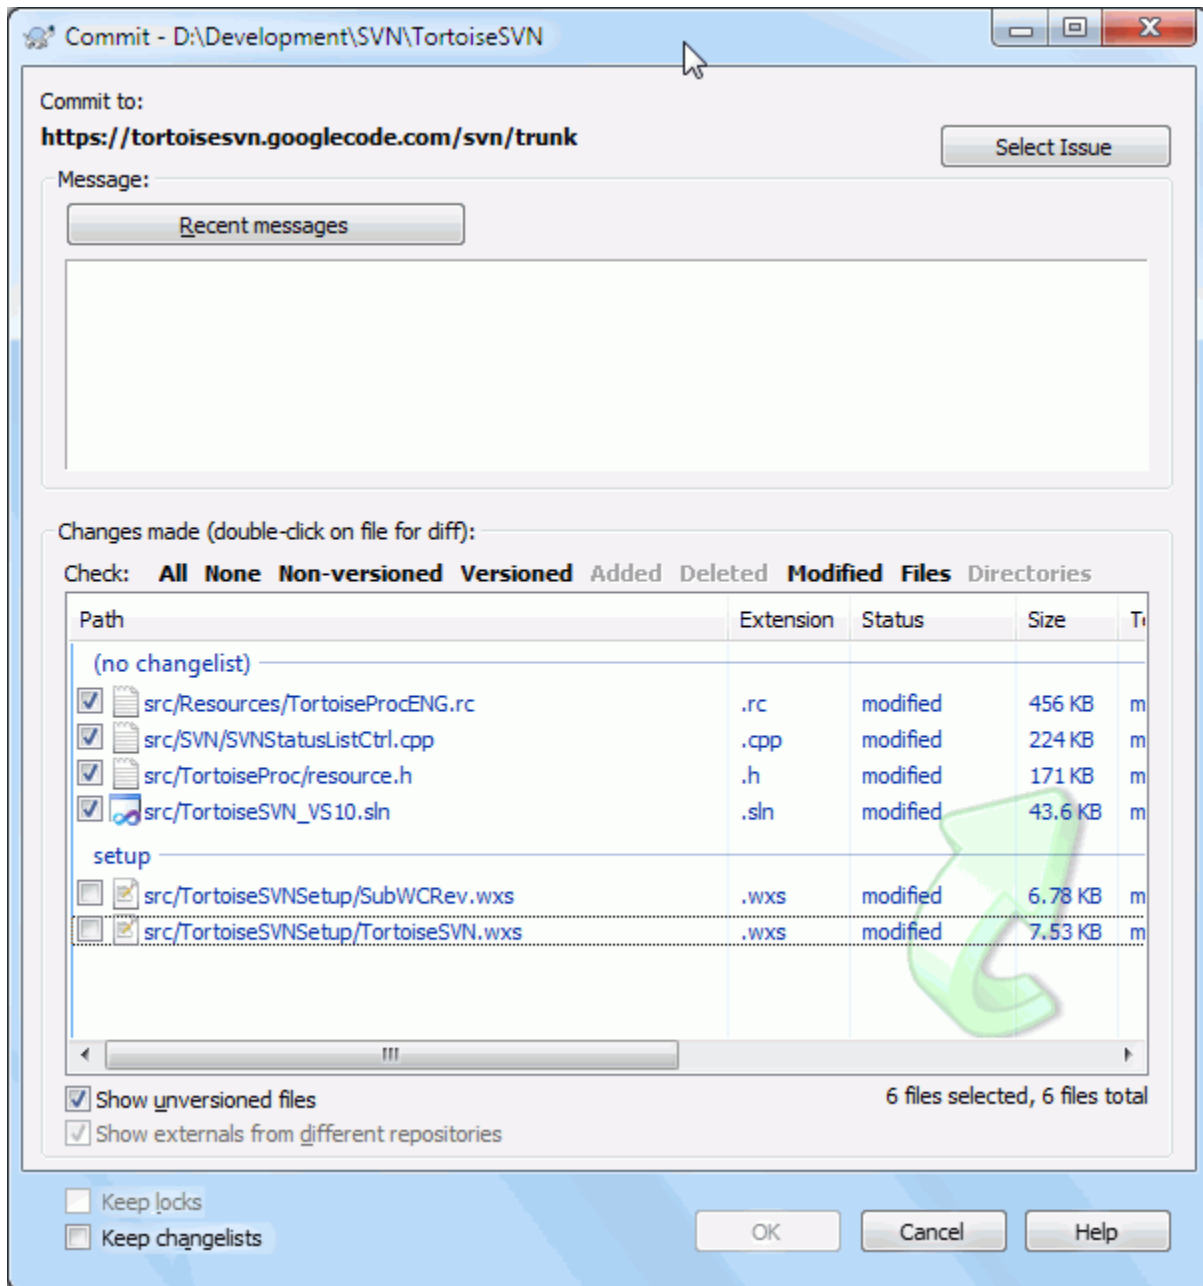 Commit - D:\Development\SVN\TortoiseSVN
Commit to:
https://tortoisesvn.googlecode.com/svn/trunk
Select Issue
Message:
Recent messages
Changes made (double-click on file for diff):
Check: All None Non-versioned Versioned Added Deleted Modified Files Directories
Path Extension Status Size
(no changelist)
src/Resources/TortoiseProcENG.rc .rc modified 456 KB m
src/SVN/SVNStatusListCtrl.cpp .cpp modified 224 KB m
src/TortoiseProc/resource.h .h modified 171 KB m
src/TortoiseSVN_VS10.sln .sln modified 43.6 KB m
setup
src/TortoiseSVNSetup/SubWCRev.wxs .wxs modified 6.78 KB m
src/TortoiseSVNSetup/TortoiseSVN.wxs .wxs modified 7.53 KB m
Show unversioned files
6 files selected, 6 files total
Show externals from different repositories
Keep locks
Keep changelists
OK Cancel Help